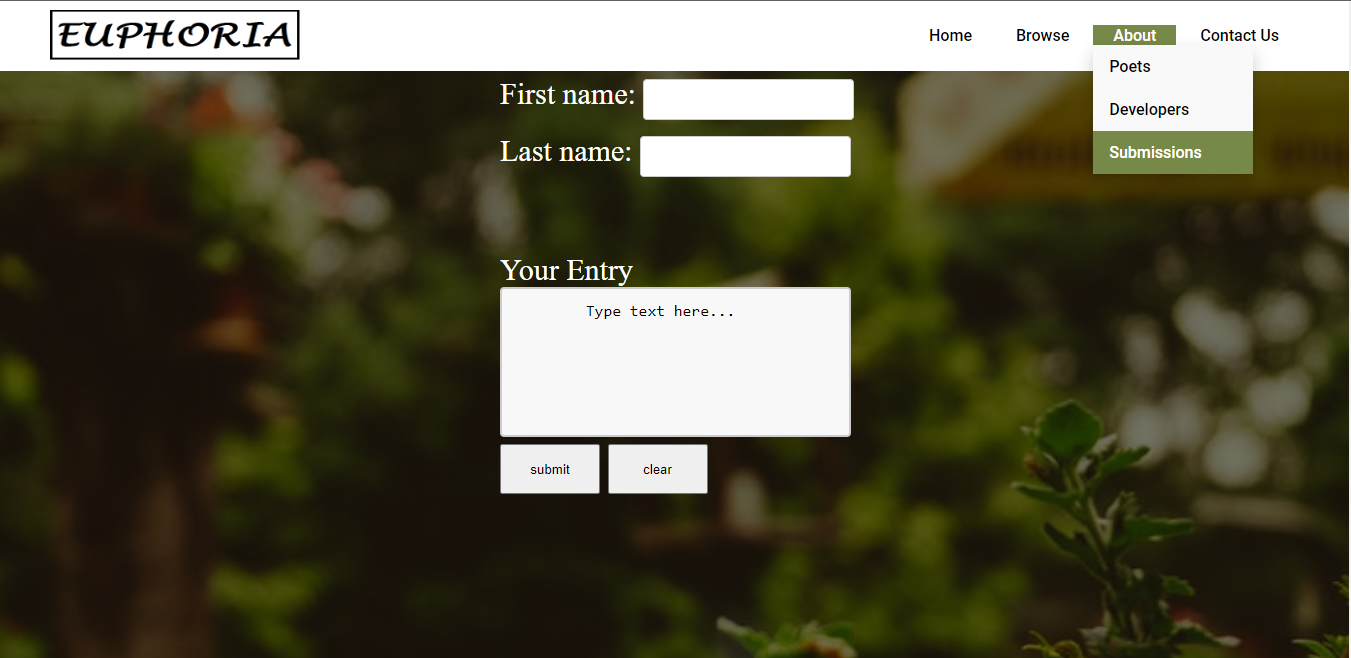 EUPHORIA
Home Browse About Contact Us
Poets
Developers
Submissions
First name:
Last name:
Your Entry
Type text here...
submit clear